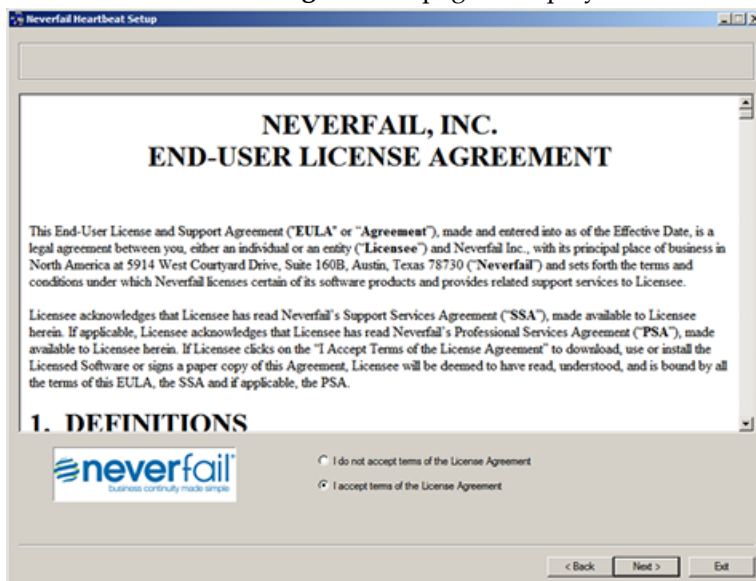 Neverfail Heartbeat Setup
NEVERFAIL, INC.
END-USER LICENSE AGREEMENT
This End-User License and Support Agreement ("EULA" or "Agreement"), made and entered into as of the Effective Date, is a
legal agreement between you, either an individual or an entity ("Licensee") and Neverfail Inc., with its principal place of business in
North America at 5914 West Courtyard Drive, Suite 160B, Austin, Texas 78730 ("Neverfail") and sets forth the terms and
conditions under which Neverfail licenses certain of its software products and provides related support services to Licensee.
Licensee acknowledges that Licensee has read Neverfail's Support Services Agreement ("SSA"), made available to Licensee
herein. If applicable, Licensee acknowledges that Licensee has read Neverfail's Professional Services Agreement ("PSA"), made
available to Licensee herein. If Licensee clicks on the "I Accept Terms of the License Agreement" to download, use or install the
Licensed Software or signs a paper copy of this Agreement, Licensee will be deemed to have read, understood, and is bound by all
the terms of this EULA, the SSA and if applicable, the PSA.
1. DEFINITIONS
neverfail
business continuity made simple
I do not accept terms of the License Agreement
I accept terms of the License Agreement
< Back Next > Exit